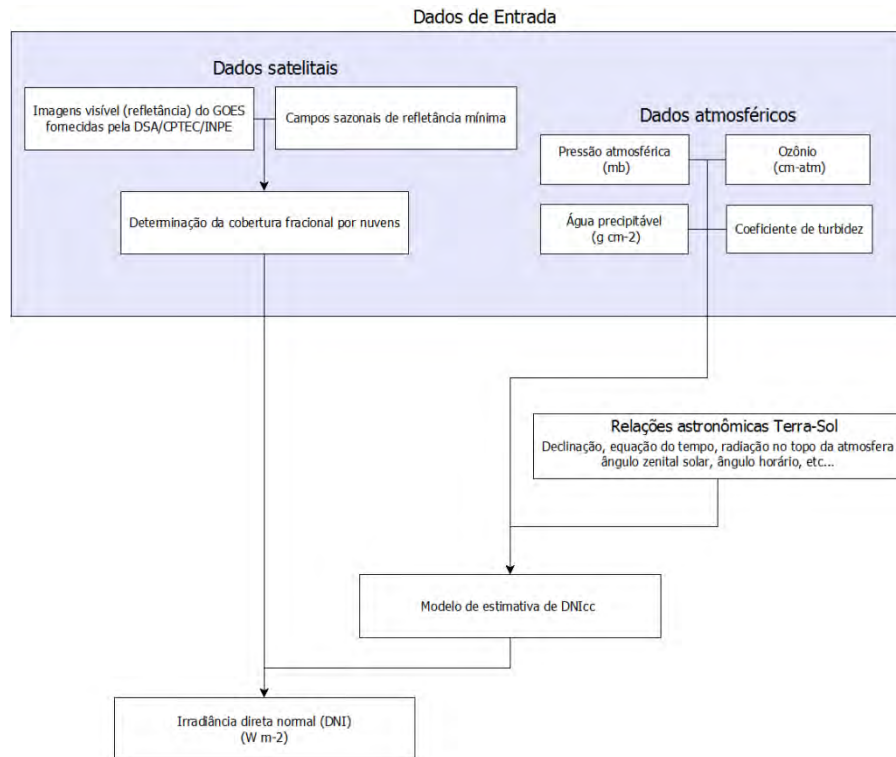 Dados de Entrada
Dados satelitais
Imagens visível (refletância) do GOES
fornecidas pela DSA/CPTEC/INPE
Campos sazonais de refletância mínima
Determinação da cobertura fracional por nuvens
Dados atmosféricos
Pressão atmosférica
(mb)
Ozônio
(cm-atm)
Água precipitável
(g cm-2)
Coeficiente de turbidez
Relações astronômicas Terra-Sol
Declinação, equação do tempo, radiação no topo da atmosfera
ângulo zenital solar, ângulo horário, etc...
Modelo de estimativa de DNIcc
Irradiância direta normal (DNI)
(W m-2)